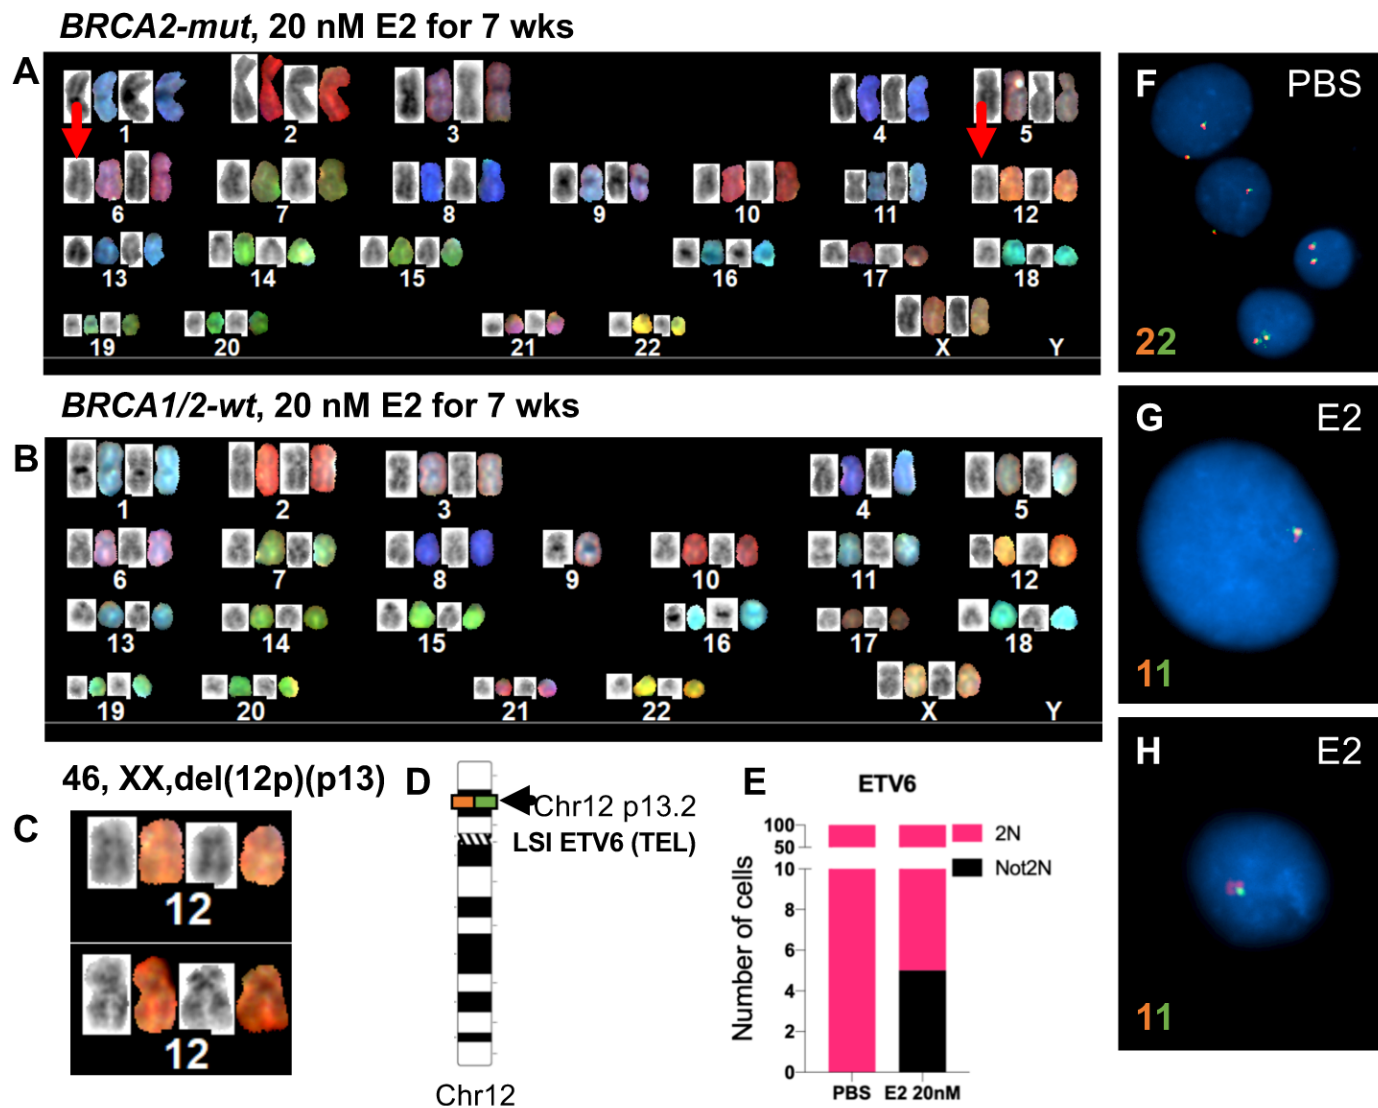 BRCA2-mut, 20 nM E2 for 7 wks
A
1 2 3 4 5
6 7 8 9 10 11 12
13 14 15 16 17 18
19 20 21 22 X Y
BRCA1/2-wt, 20 nM E2 for 7 wks
B
1 2 3 4 5
6 7 8 9 10 11 12
13 14 15 16 17 18
19 20 21 22 X Y
46, XX,del(12p)(p13)
C
12
12
D
Chr12 p13.2
LSI ETV6 (TEL)
Chr12
E
ETV6
Number of cells
100
50
10
8
6
4
2
0
PBS E2 20nM
2N
Not2N
F PBS
22
G E2
11
H E2
11